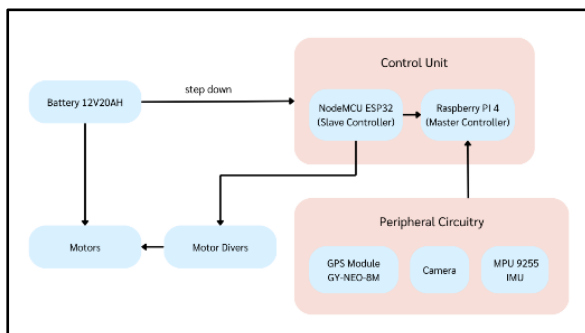 Control Unit
step down
Battery 12V20AH
NodeMCU ESP32
(Slave Controller)
Raspberry PI 4
(Master Controller)
Peripheral Circuitry
Motors
Motor Divers
GPS Module
GY-NEO-8M
Camera
MPU 9255
IMU